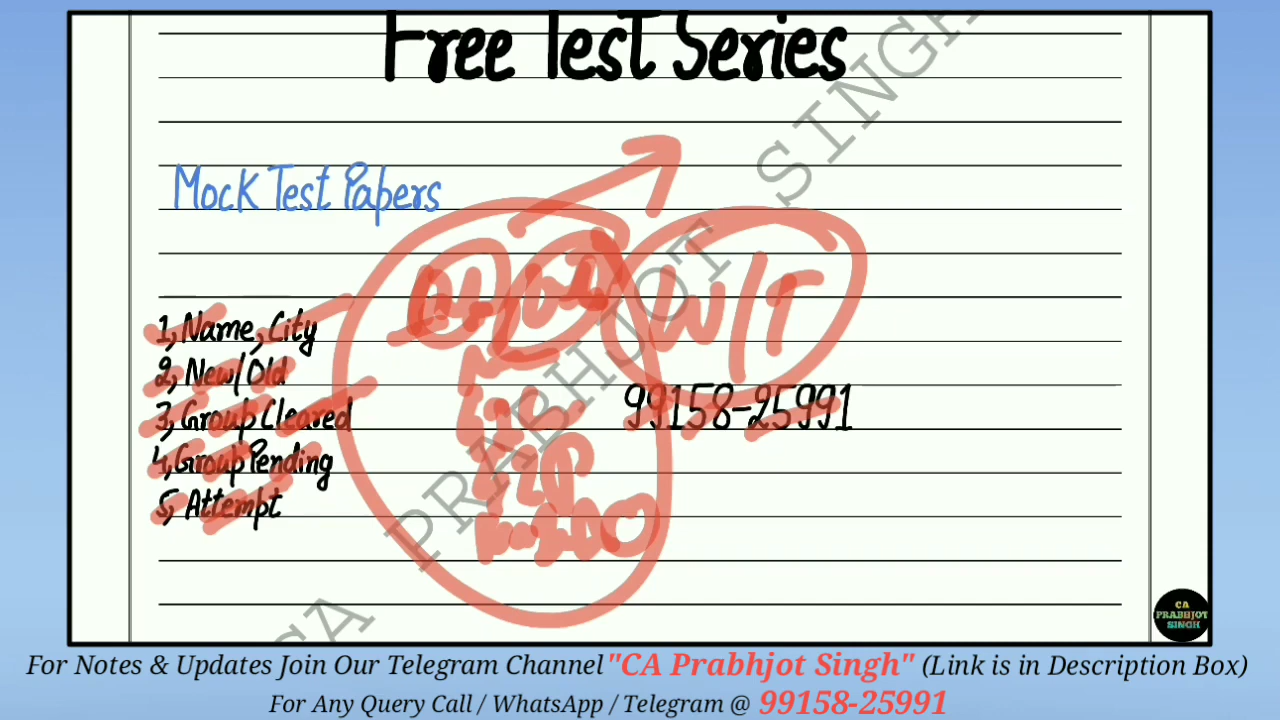 Free Test Series
Mock Test Papers
W/T
1, Name, City
2, New/Old
3, Group Cleared
99158-25991
4, Group Pending
5, Attempt
CA PRABHJOT SINGH
CA
PRABHJOT
SINGH
For Notes & Updates Join Our Telegram Channel "CA Prabhjot Singh" (Link is in Description Box)
For Any Query Call / WhatsApp / Telegram @ 99158-25991